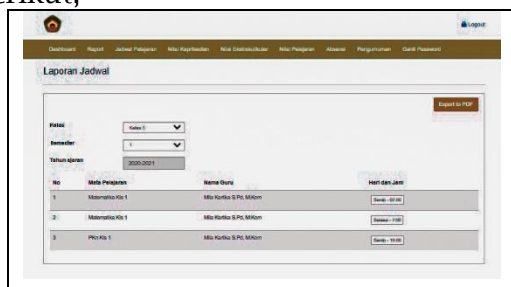 Logout
Dashboard Raport Jadwal Pelajaran Nilai Kepribadian Nilai Ekstrakulikuler Nilai Pelajaran Absensi Pengumuman Ganti Password
Laporan Jadwal
Export to PDF
Kelas
Semester 1
Tahun ajaran 2020-2021
No Mata Pelajaran Nama Guru Hari dan Jam
1 Matematika Kls 1 Mila Kartika S.Pd, M.Kom
2 Matematika Kls 1 Mila Kartika S.Pd, M.Kom
3 PKn Kls 1 Mila Kartika S.Pd, M.Kom